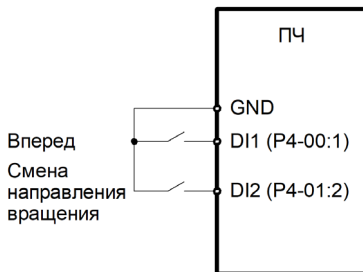 ПЧ
GND
Вперед
DI1 (P4-00:1)
Смена
направления
вращения
DI2 (P4-01:2)